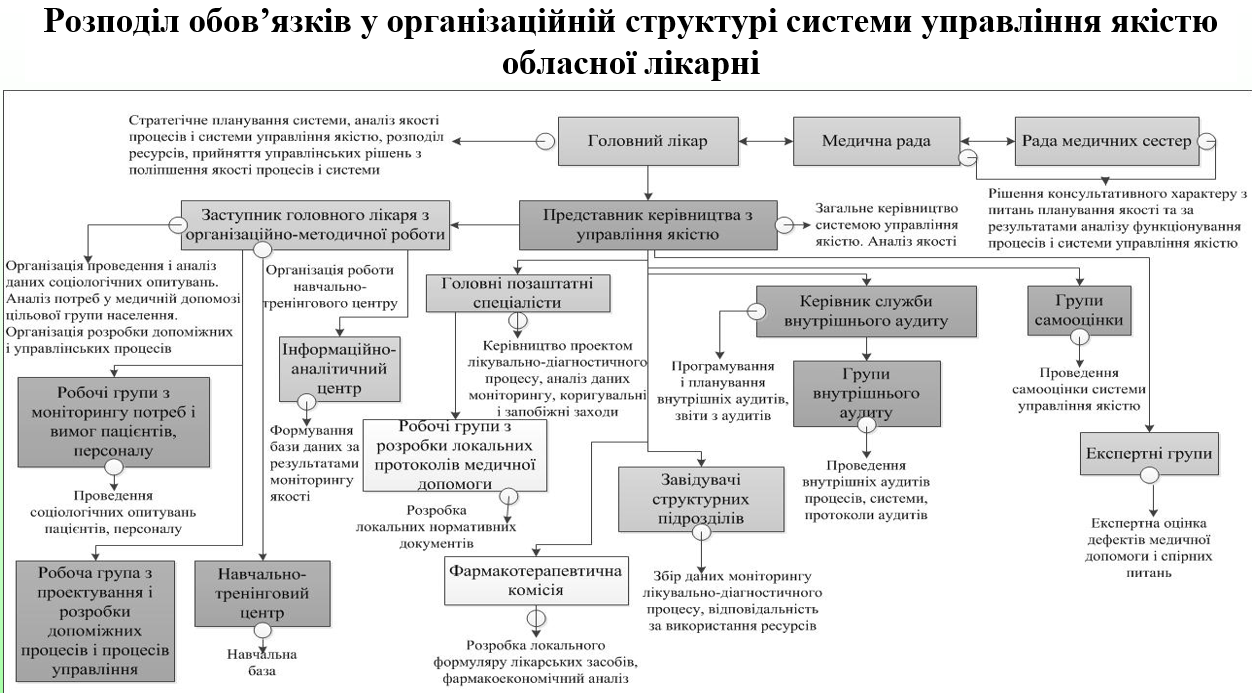 Розподіл обов’язків у організаційній структурі системи управління якістю
обласної лікарні
Стратегічне планування системи, аналіз якості
процесів і системи управління якістю, розподіл
ресурсів, прийняття управлінських рішень з
поліпшення якості процесів і системи
Головний лікар
Медична рада
Рада медичних сестер
Рішення консультативного характеру з
питань планування якості та за
результатами аналізу функціонування
процесів і системи управління якістю
Заступник головного лікаря з
організаційно-методичної роботи
Представник керівництва з
управління якістю
Загальне керівництво
системою управління
якістю. Аналіз якості
Організація проведення і аналіз
даних соціологічних опитувань.
Аналіз потреб у медичній допомозі
цільової групи населення.
Організація розробки допоміжних
і управлінських процесів
Організація роботи
навчально-
тренінгового центру
Головні позаштатні
спеціалісти
Керівник служби
внутрішнього аудиту
Групи
самооцінки
Інформаційно-
аналітичний
центр
Керівництво проектом
лікувально-діагностичного
процесу, аналіз даних
моніторингу, коригувальні
і запобіжні заходи
Програмування
і планування
внутрішніх аудитів,
звіти з аудитів
Групи
внутрішнього
аудиту
Проведення
самооцінки системи
управління якістю
Робочі групи з
моніторингу потреб і
вимог пацієнтів,
персоналу
Формування
бази даних за
результатами
моніторингу
якості
Робочі групи з
розробки локальних
протоколів медичної
допомоги
Експертні групи
Проведення
соціологічних опитувань
пацієнтів, персоналу
Розробка
локальних нормативних
документів
Завідувачі
структурних
підрозділів
Проведення
внутрішніх аудитів
процесів, системи,
протоколи аудитів
Експертна оцінка
дефектів медичної
допомоги і спірних
питань
Робоча група з
проектування і
розробки
допоміжних
процесів і процесів
управління
Навчально-
тренінговий
центр
Фармакотерапевтична
комісія
Збір даних моніторингу
лікувально-діагностичного
процесу, відповідальність
за використання ресурсів
Навчальна
база
Розробка локального
формуляру лікарських засобів,
фармакоекономічний аналіз